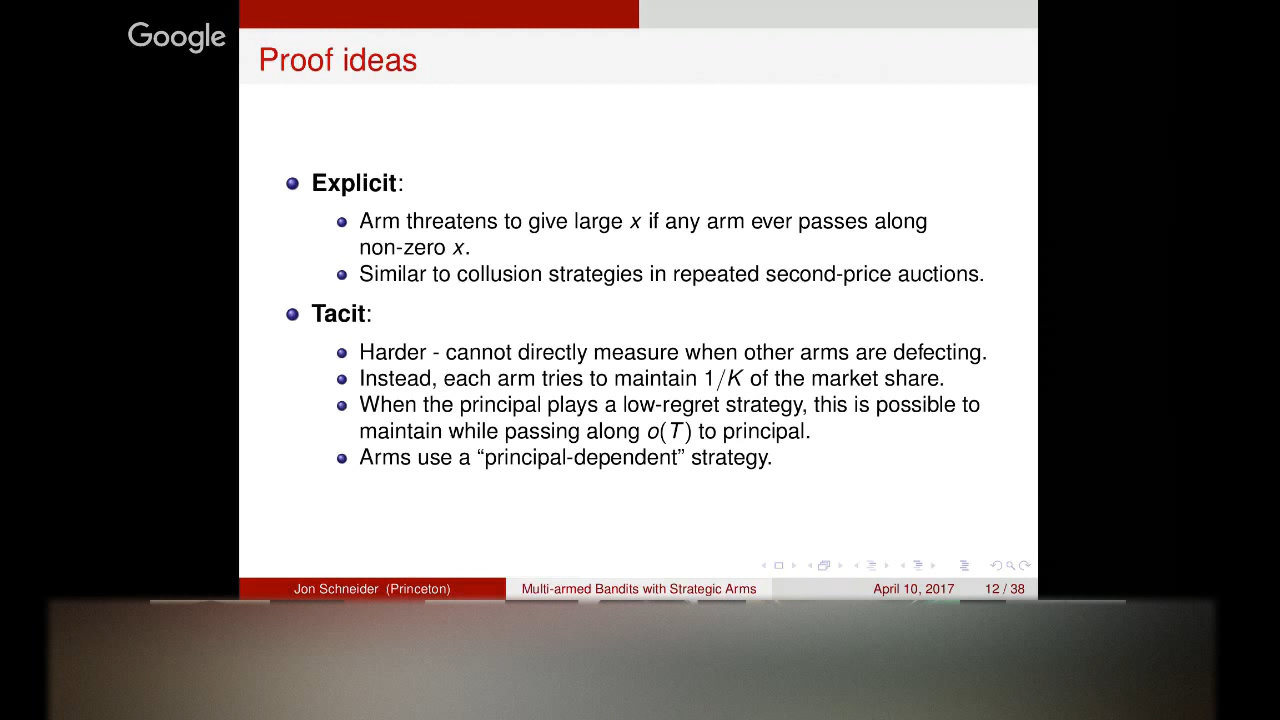 Google
Proof ideas
Explicit:
Arm threatens to give large x if any arm ever passes along
non-zero x.
Similar to collusion strategies in repeated second-price auctions.
Tacit:
Harder - cannot directly measure when other arms are defecting.
Instead, each arm tries to maintain 1/K of the market share.
When the principal plays a low-regret strategy, this is possible to
maintain while passing along o(T) to principal.
Arms use a “principal-dependent” strategy.
Jon Schneider (Princeton) Multi-armed Bandits with Strategic Arms April 10, 2017 12 / 38